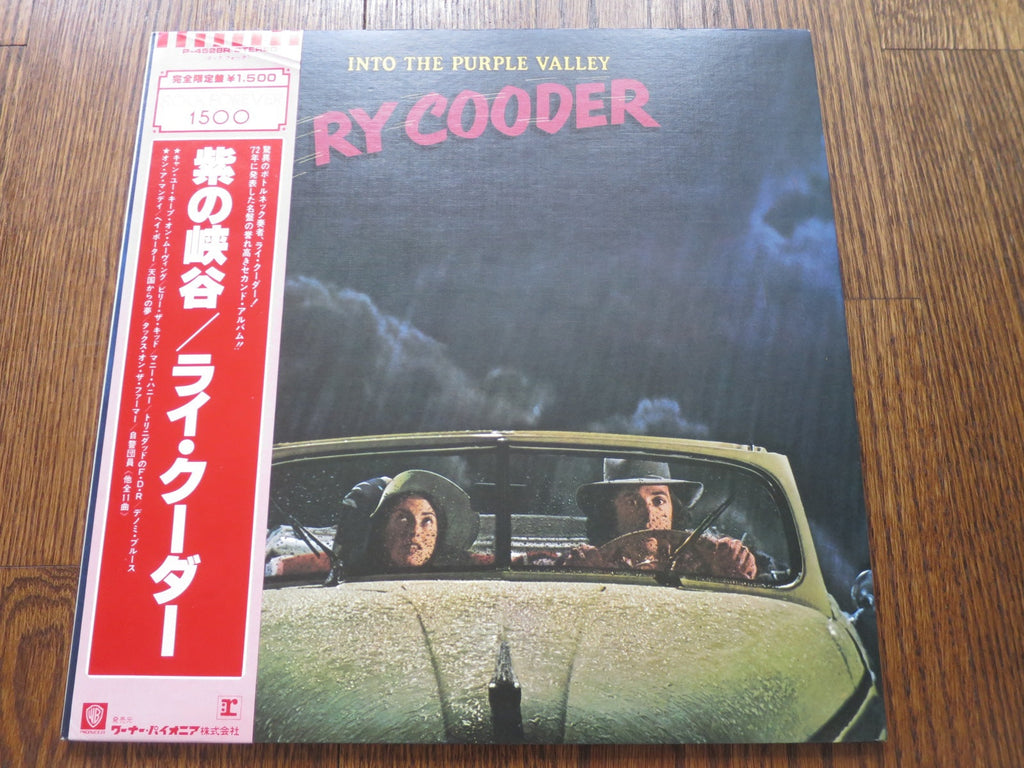 P-4528R STEREO
完全限定盤 ¥1,500
ROCK FOREVER
1500
驚異のボトルネック奏者、ライ・クーダー!
'72年に発表した名盤の誉れ高きセカンド・アルバム!!
紫の峡谷/ライ・クーダー
★キャン・ユー・キープ・オン・ムーヴィング/ビリー・ザ・キッド/マニー・ハニー/トリニダッドのF・D・R/デノミ・ブルース
★オン・ア・マンディ/ヘイ・ポーター/天国からの夢/タックス・オン・ザ・ファーマー/自警団員〈他全11曲〉
PIONEER
発売元
ワーナー・パイオニア株式会社
r
INTO THE PURPLE VALLEY
RY COODER